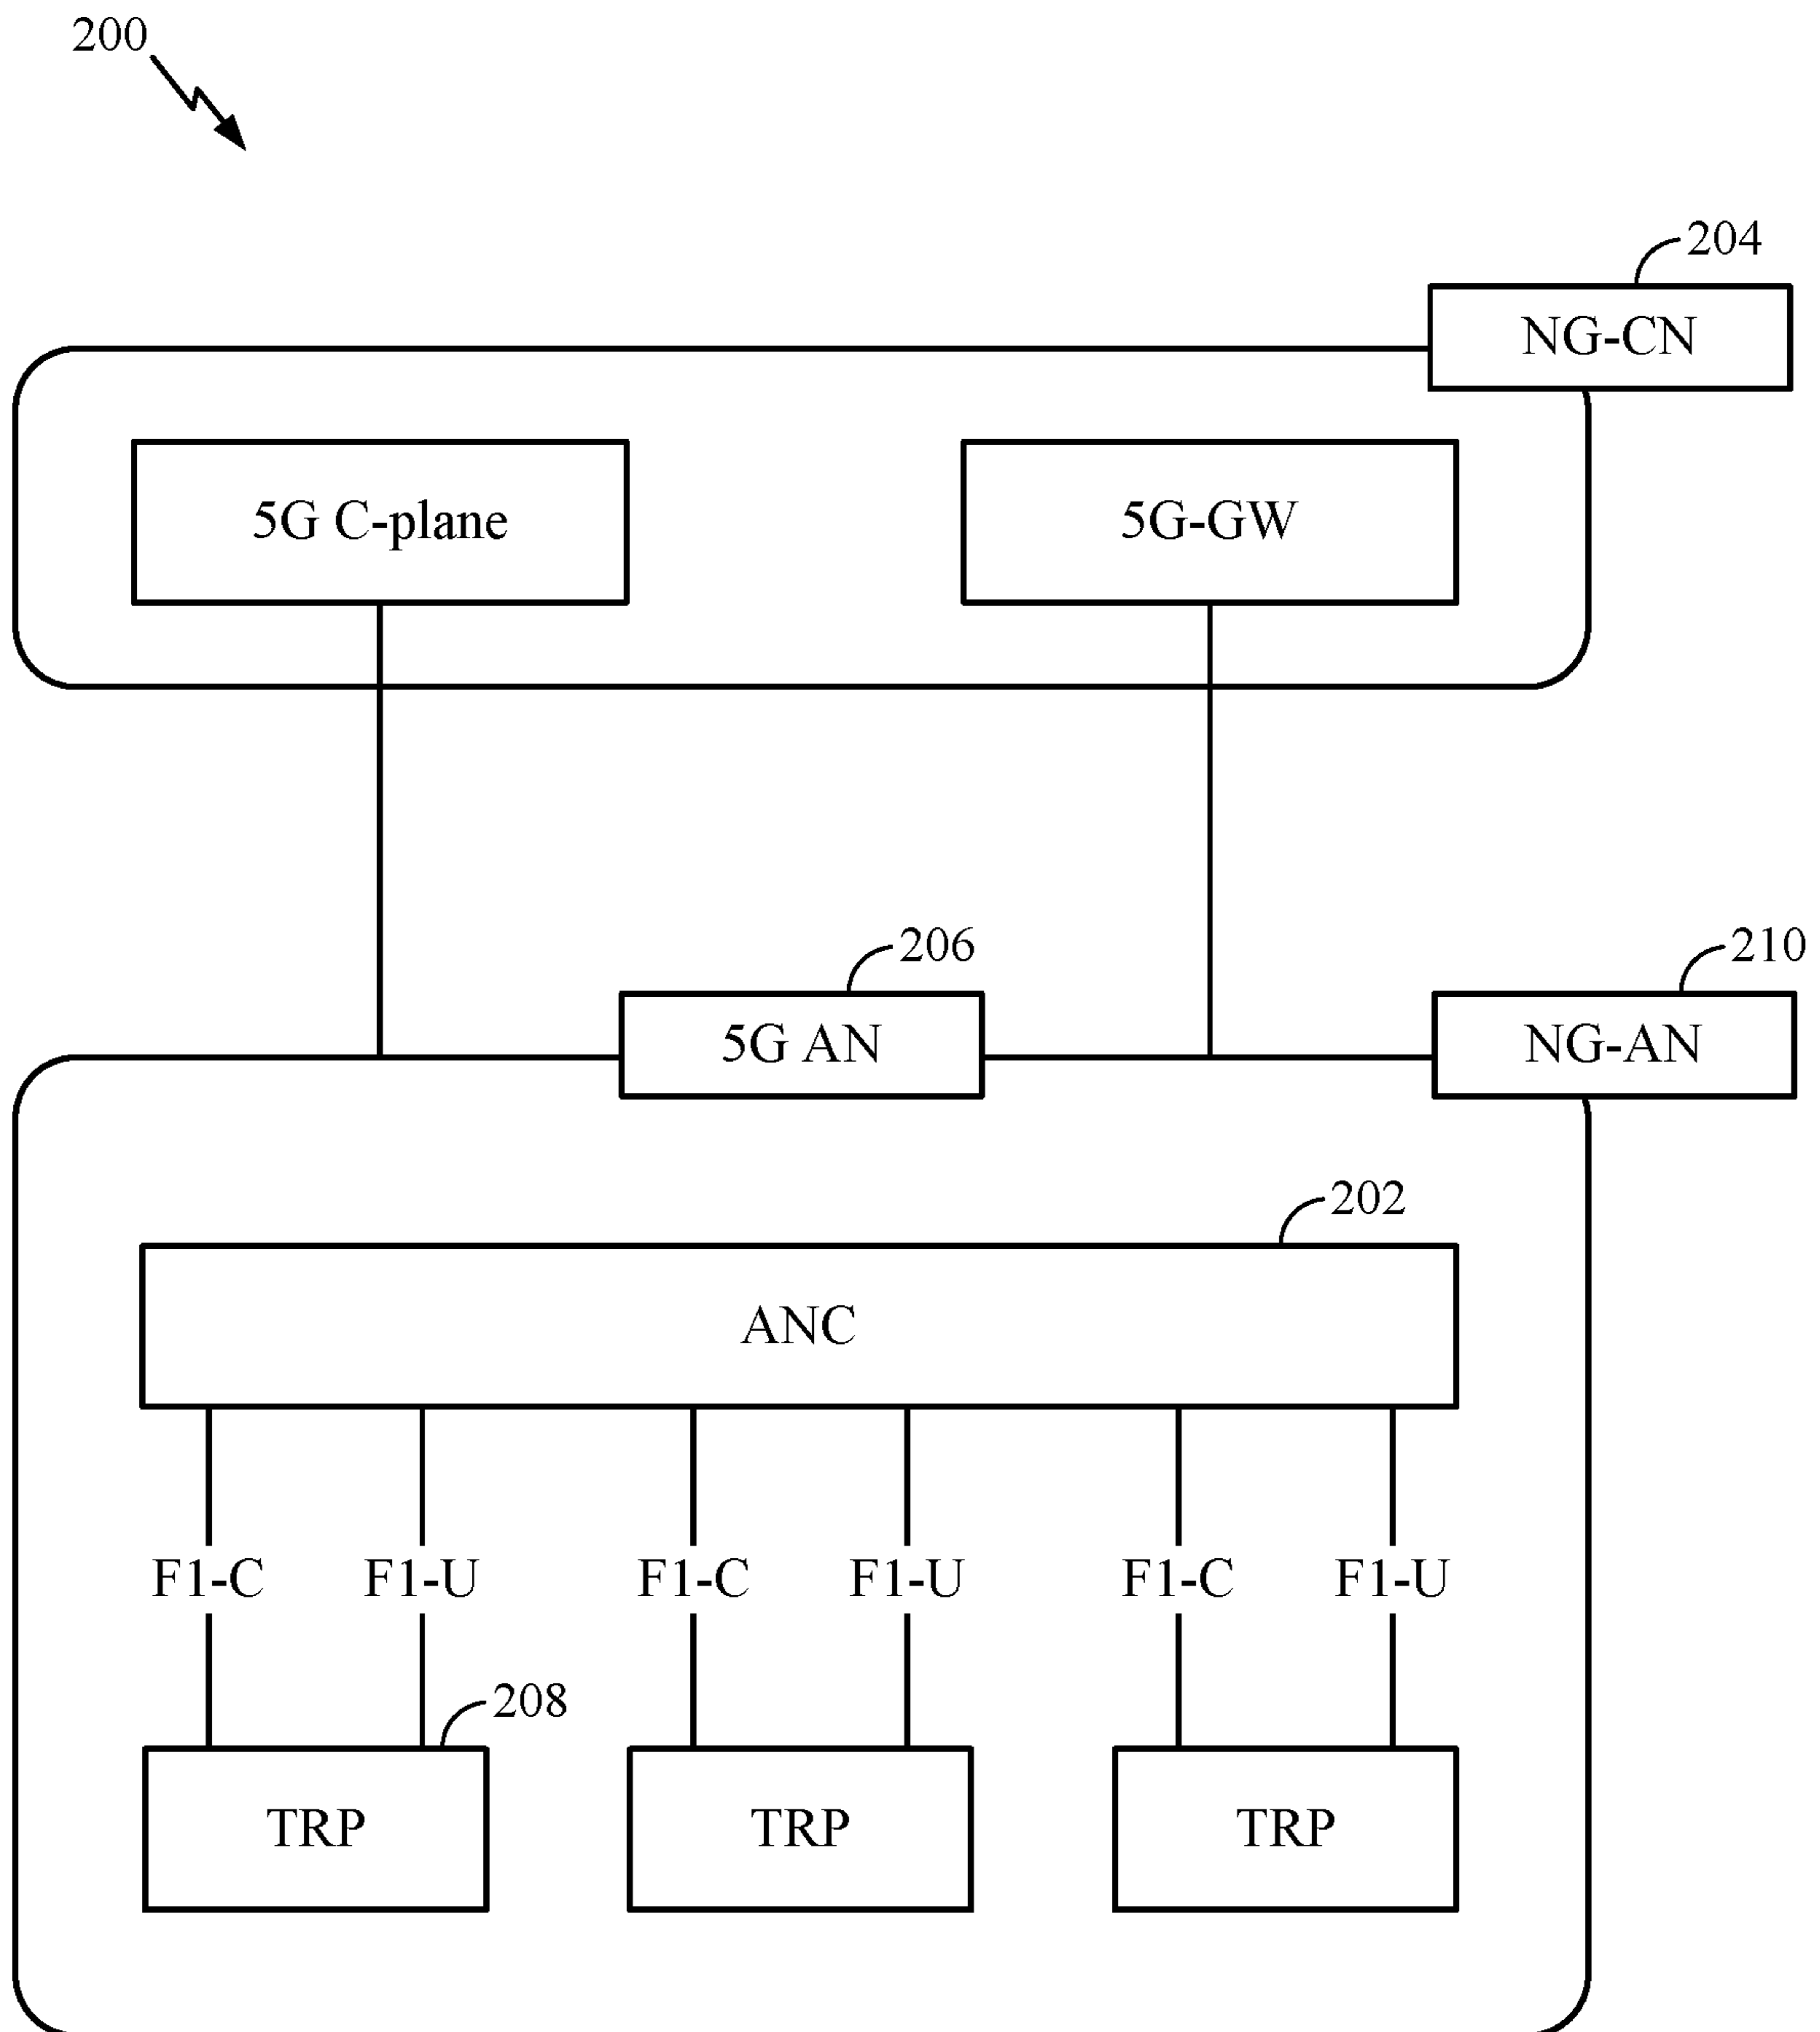 200
204
NG-CN
5G C-plane
5G-GW
206
210
5G AN
NG-AN
202
ANC
F1-C
F1-U
F1-C
F1-U
F1-C
F1-U
208
TRP
TRP
TRP